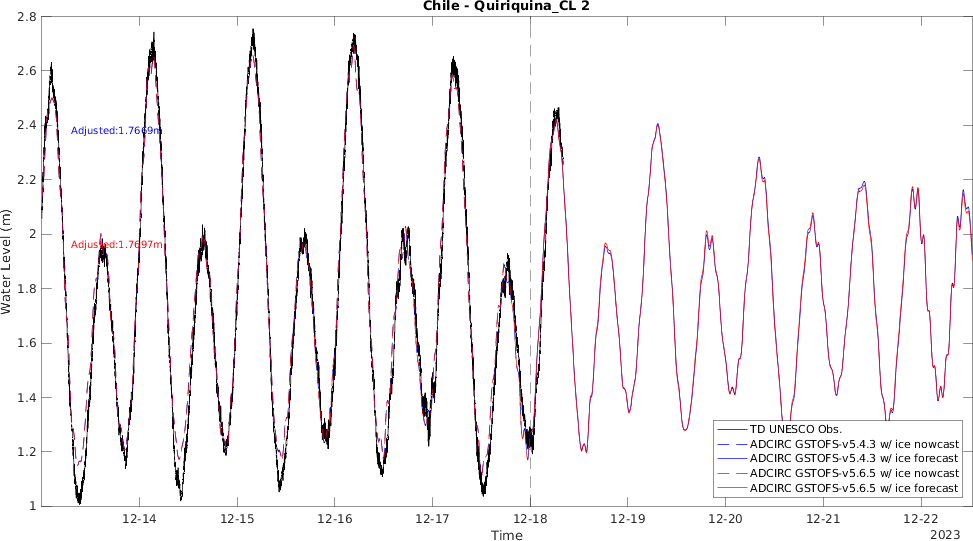 Chile - Quiriquina_CL 2
2.8
2.6
2.4
2.2
2
1.8
1.6
1.4
1.2
1
Water Level (m)
Adjusted:1.7669m
Adjusted:1.7697m
TD UNESCO Obs.
ADCIRC GSTOFS-v5.4.3 w/ ice nowcast
ADCIRC GSTOFS-v5.4.3 w/ ice forecast
ADCIRC GSTOFS-v5.6.5 w/ ice nowcast
ADCIRC GSTOFS-v5.6.5 w/ ice forecast
12-14 12-15 12-16 12-17 12-18 12-19 12-20 12-21 12-22
Time
2023